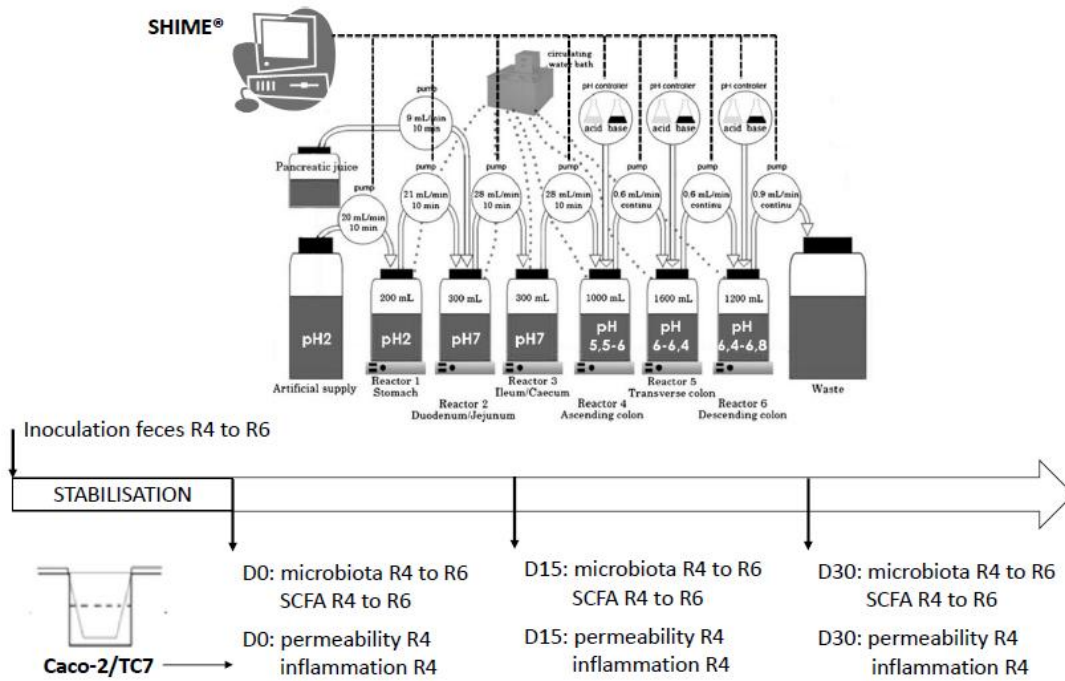 SHIME®
circulating
water bath
pump
9 mL/min
10 min
pH controller
acid base
pH controller
acid base
pH controller
acid base
Pancreatic juice
pump
20 mL/min
10 min
pump
21 mL/min
10 min
pump
28 mL/min
10 min
pump
28 mL/min
10 min
pump
0.6 mL/min
continu
pump
0.6 mL/min
continu
pump
0.9 mL/min
continu
pH2
200 mL
pH2
300 mL
pH7
300 mL
pH7
1000 mL
pH
5,5-6
1600 mL
pH
6-6,4
1200 mL
pH
6,4-6,8
Artificial supply
Reactor 1
Stomach
Reactor 2
Duodenum/Jejunum
Reactor 3
Ileum/Caecum
Reactor 4
Ascending colon
Reactor 5
Transverse colon
Reactor 6
Descending colon
Waste
Inoculation feces R4 to R6
STABILISATION
D0: microbiota R4 to R6
SCFA R4 to R6
D15: microbiota R4 to R6
SCFA R4 to R6
D30: microbiota R4 to R6
SCFA R4 to R6
Caco-2/TC7
D0: permeability R4
inflammation R4
D15: permeability R4
inflammation R4
D30: permeability R4
inflammation R4